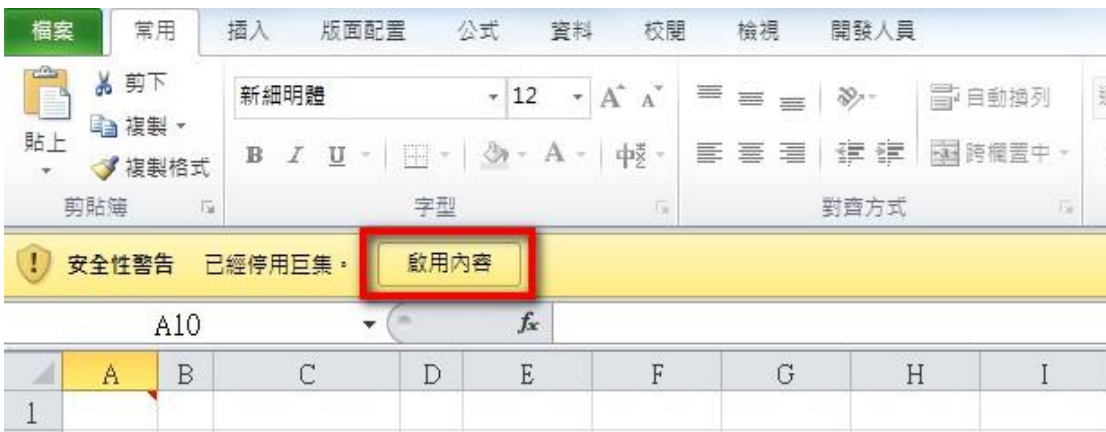 檔案 常用 插入 版面配置 公式 資料 校閱 檢視 開發人員
剪下
新細明體 12 A A 自動換列
複製
貼上
B I U A 中 跨欄置中
複製格式
剪貼簿 字型 對齊方式
安全性警告 已經停用巨集。 啟用內容
A10 fx
A B C D E F G H I
1